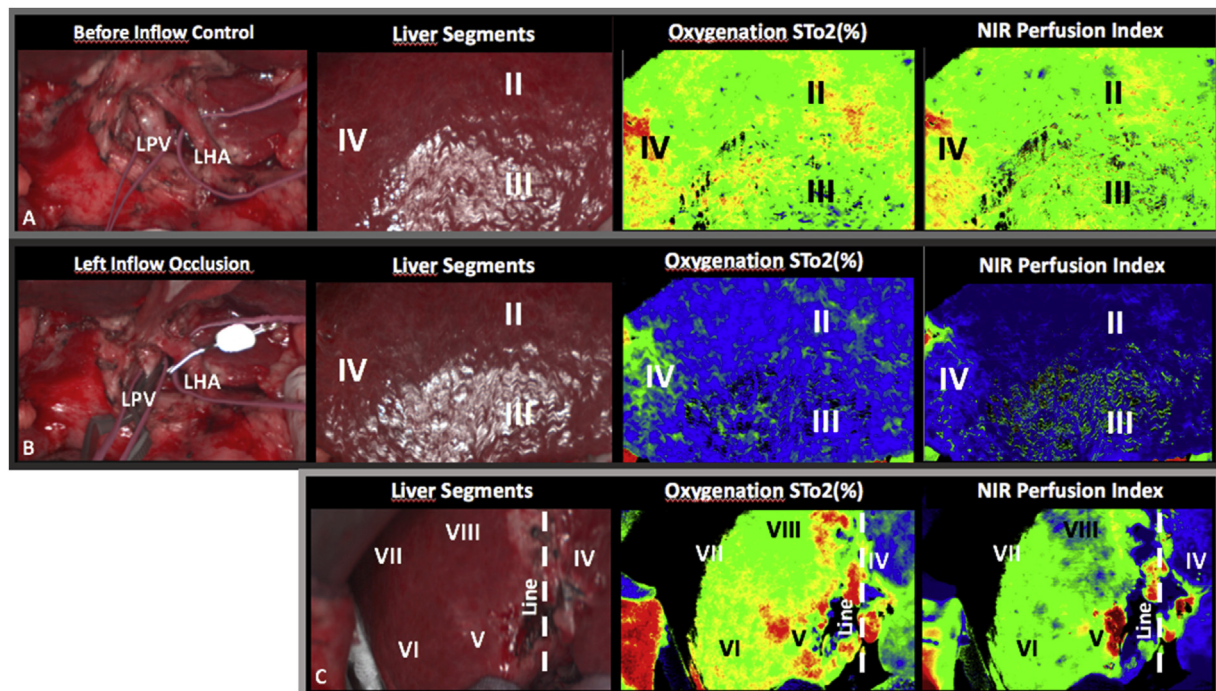 Before Inflow Control
Liver Segments
Oxygenation STo2(%)
NIR Perfusion Index
LPV
LHA
A
II
IV
III
II
IV
III
II
IV
III
Left Inflow Occlusion
Liver Segments
Oxygenation STo2(%)
NIR Perfusion Index
LPV
LHA
B
II
IV
III
II
IV
III
II
IV
III
Liver Segments
Oxygenation STo2(%)
NIR Perfusion Index
VIII
VII
IV
Line
V
VI
C
VIII
VII
IV
Line
V
VI
VIII
VII
IV
Line
V
VI